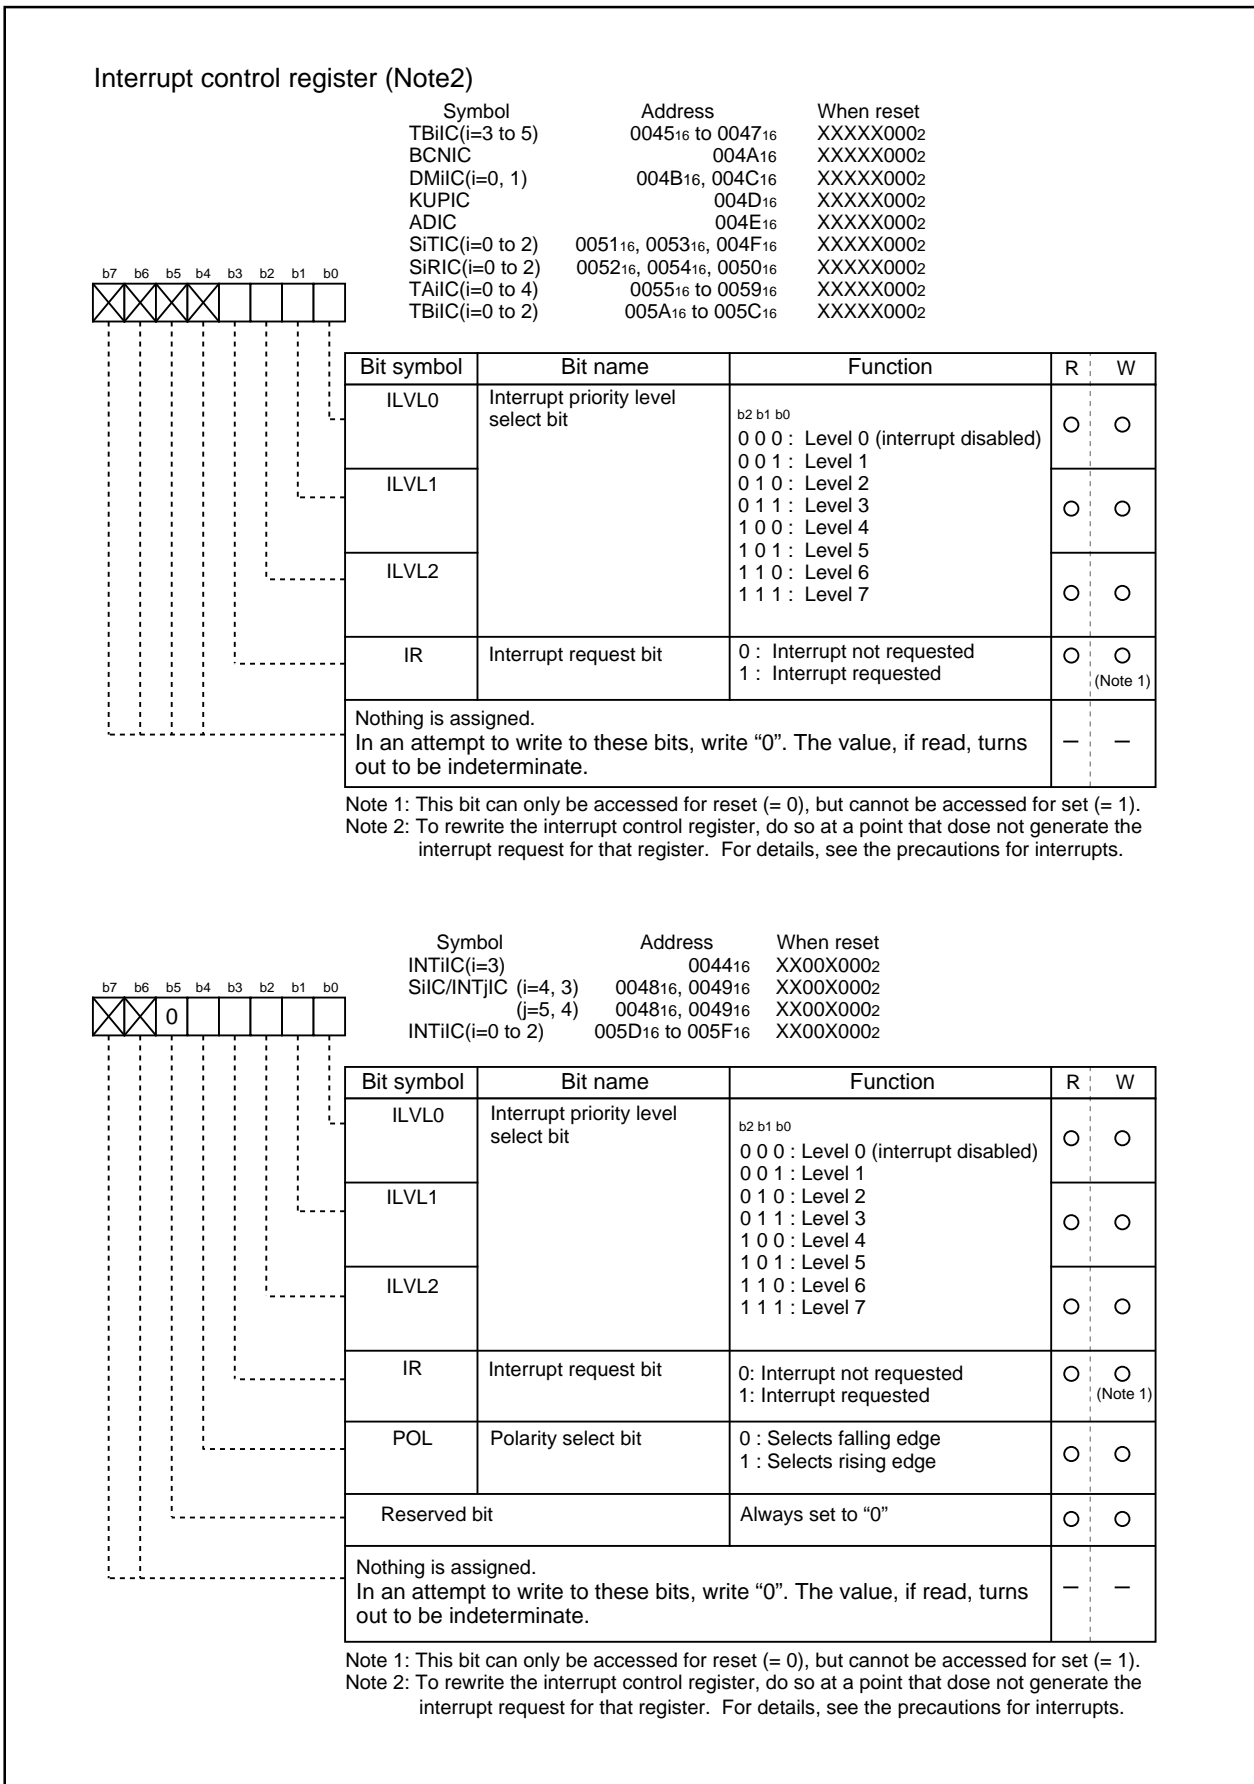 Interrupt control register (Note2)
Symbol Address When reset
TBiIC(i=3 to 5) 004516 to 004716 XXXXX0002
BCNIC 004A16 XXXXX0002
DMiIC(i=0, 1) 004B16, 004C16 XXXXX0002
KUPIC 004D16 XXXXX0002
ADIC 004E16 XXXXX0002
SiTIC(i=0 to 2) 005116, 005316, 004F16 XXXXX0002
SiRIC(i=0 to 2) 005216, 005416, 005016 XXXXX0002
TAiIC(i=0 to 4) 005516 to 005916 XXXXX0002
TBiIC(i=0 to 2) 005A16 to 005C16 XXXXX0002
b7 b6 b5 b4 b3 b2 b1 b0
Bit symbol Bit name Function R W
ILVL0 Interrupt priority level
select bit
b2 b1 b0
0 0 0 : Level 0 (interrupt disabled)
0 0 1 : Level 1
ILVL1 0 1 0 : Level 2
0 1 1 : Level 3
1 0 0 : Level 4
1 0 1 : Level 5
ILVL2 1 1 0 : Level 6
1 1 1 : Level 7
IR Interrupt request bit 0 : Interrupt not requested
1 : Interrupt requested
(Note 1)
Nothing is assigned.
In an attempt to write to these bits, write “0”. The value, if read, turns
out to be indeterminate.
– –
Note 1: This bit can only be accessed for reset (= 0), but cannot be accessed for set (= 1).
Note 2: To rewrite the interrupt control register, do so at a point that dose not generate the
interrupt request for that register. For details, see the precautions for interrupts.
Symbol Address When reset
INTiIC(i=3) 004416 XX00X0002
SiIC/INTjIC (i=4, 3) 004816, 004916 XX00X0002
(j=5, 4) 004816, 004916 XX00X0002
INTiIC(i=0 to 2) 005D16 to 005F16 XX00X0002
b7 b6 b5 b4 b3 b2 b1 b0
0
Bit symbol Bit name Function R W
ILVL0 Interrupt priority level
select bit
b2 b1 b0
0 0 0 : Level 0 (interrupt disabled)
0 0 1 : Level 1
ILVL1 0 1 0 : Level 2
0 1 1 : Level 3
1 0 0 : Level 4
1 0 1 : Level 5
ILVL2 1 1 0 : Level 6
1 1 1 : Level 7
IR Interrupt request bit 0: Interrupt not requested
1: Interrupt requested
(Note 1)
POL Polarity select bit 0 : Selects falling edge
1 : Selects rising edge
Reserved bit Always set to “0”
Nothing is assigned.
In an attempt to write to these bits, write “0”. The value, if read, turns
out to be indeterminate.
– –
Note 1: This bit can only be accessed for reset (= 0), but cannot be accessed for set (= 1).
Note 2: To rewrite the interrupt control register, do so at a point that dose not generate the
interrupt request for that register. For details, see the precautions for interrupts.